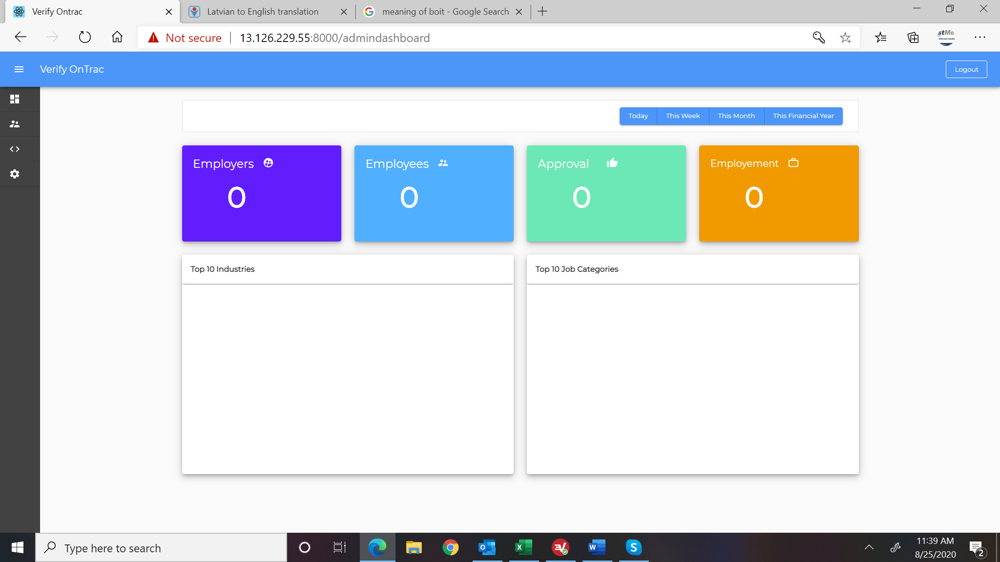 Verify Ontrac
Latvian to English translation
meaning of boit - Google Search
Not secure
13.126.229.55:8000/admindashboard
stMe
Verify OnTrac
Logout
Today
This Week
This Month
This Financial Year
Employers
0
Employees
0
Approval
0
Employement
0
Top 10 Industries
Top 10 Job Categories
Type here to search
11:39 AM
8/25/2020
2